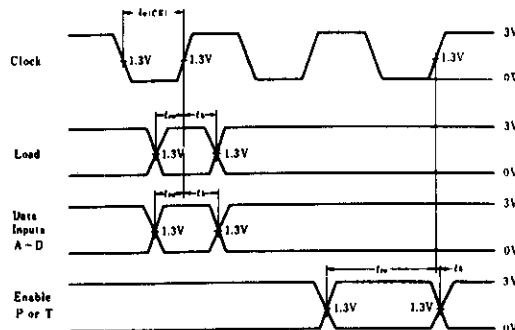 tw(CK)
3V
Clock
1.3V
1.3V
1.3V
0V
tsu
th
3V
Load
1.3V
1.3V
0V
tsu
th
3V
Data
Inputs
A ~ D
1.3V
1.3V
0V
tsu
th
3V
Enable
P or T
1.3V
1.3V
0V